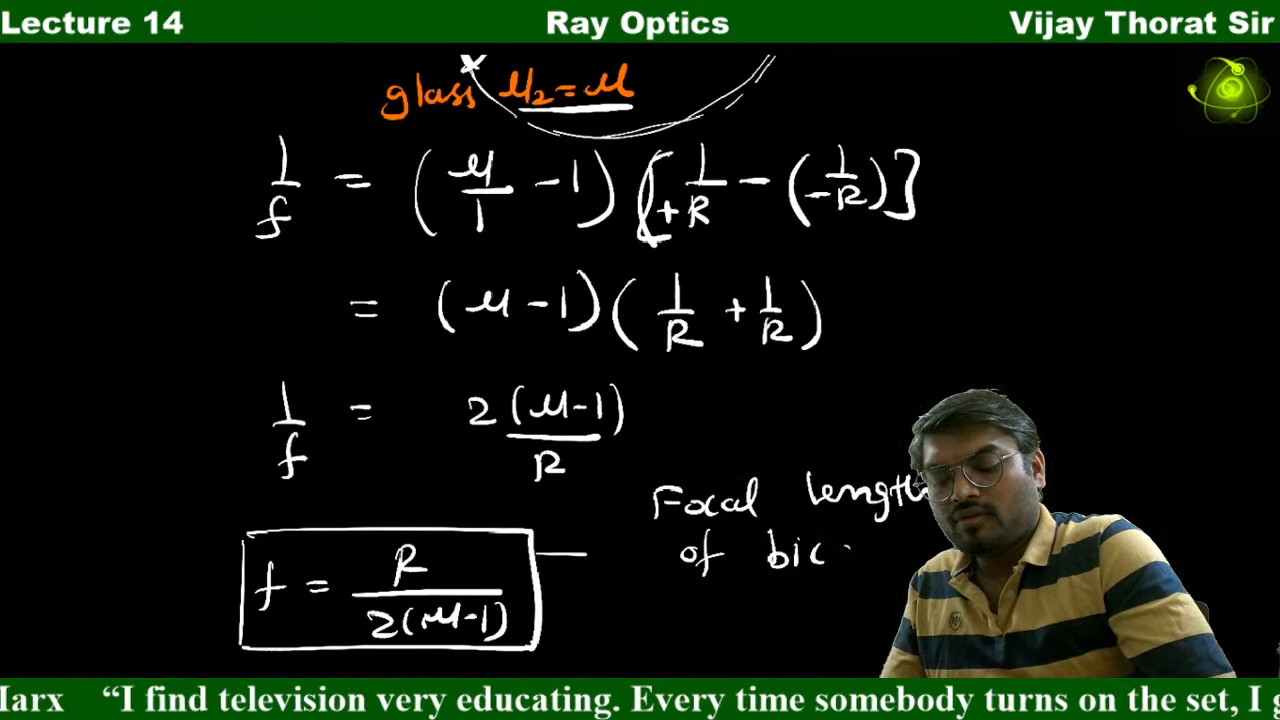 Lecture 14 Ray Optics Vijay Thorat Sir
glass μ₂ = μ
1/f = (μ/1 - 1) [1/+R - (1/-R)]
= (μ - 1) (1/R + 1/R)
1/f = 2(μ-1)/R
Focal length
of bic
f = R/2(μ-1)
Marx “I find television very educating. Every time somebody turns on the set, I g